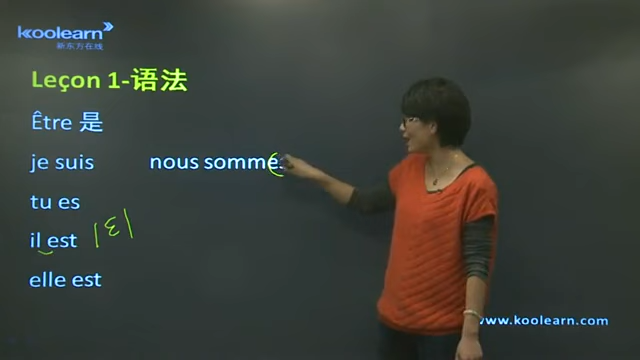 koolearn
新东方在线
Leçon 1-语法
Être 是
je suis
nous somme
tu es
il est /ɛ/
elle est
www.koolearn.com